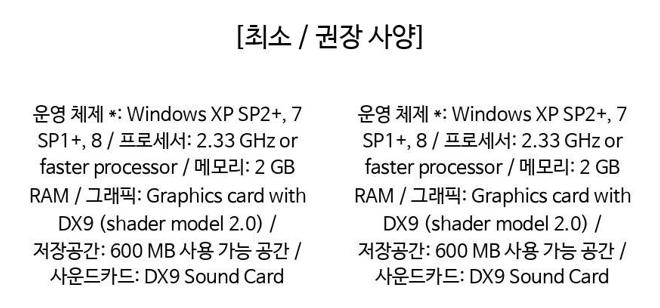 [최소 / 권장 사양]
운영 체제 *: Windows XP SP2+, 7
SP1+, 8 / 프로세서: 2.33 GHz or
faster processor / 메모리: 2 GB
RAM / 그래픽: Graphics card with
DX9 (shader model 2.0) /
저장공간: 600 MB 사용 가능 공간 /
사운드카드: DX9 Sound Card
운영 체제 *: Windows XP SP2+, 7
SP1+, 8 / 프로세서: 2.33 GHz or
faster processor / 메모리: 2 GB
RAM / 그래픽: Graphics card with
DX9 (shader model 2.0) /
저장공간: 600 MB 사용 가능 공간 /
사운드카드: DX9 Sound Card